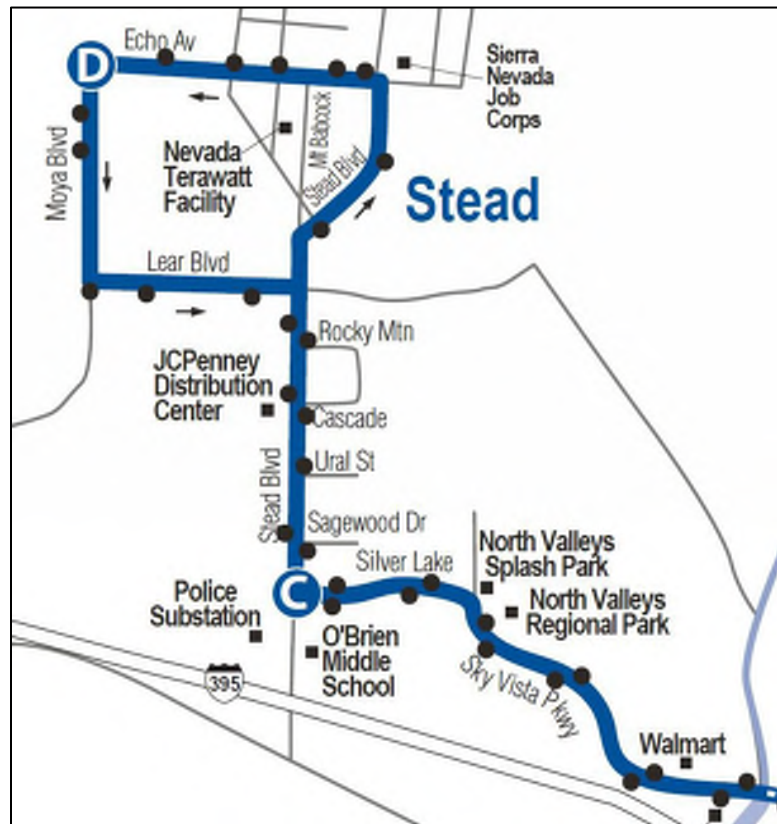 Echo Av
D
Sierra
Nevada
Job
Corps
Mt Babcock
Nevada
Terawatt
Facility
Moya Blvd
Stead Blvd
Stead
Lear Blvd
Rocky Mtn
JCPenney
Distribution
Center
Cascade
Ural St
Stead Blvd
Sagewood Dr
Silver Lake
North Valleys
Splash Park
C
Police
Substation
North Valleys
Regional Park
O'Brien
Middle
School
395
Sky Vista Pkwy
Walmart